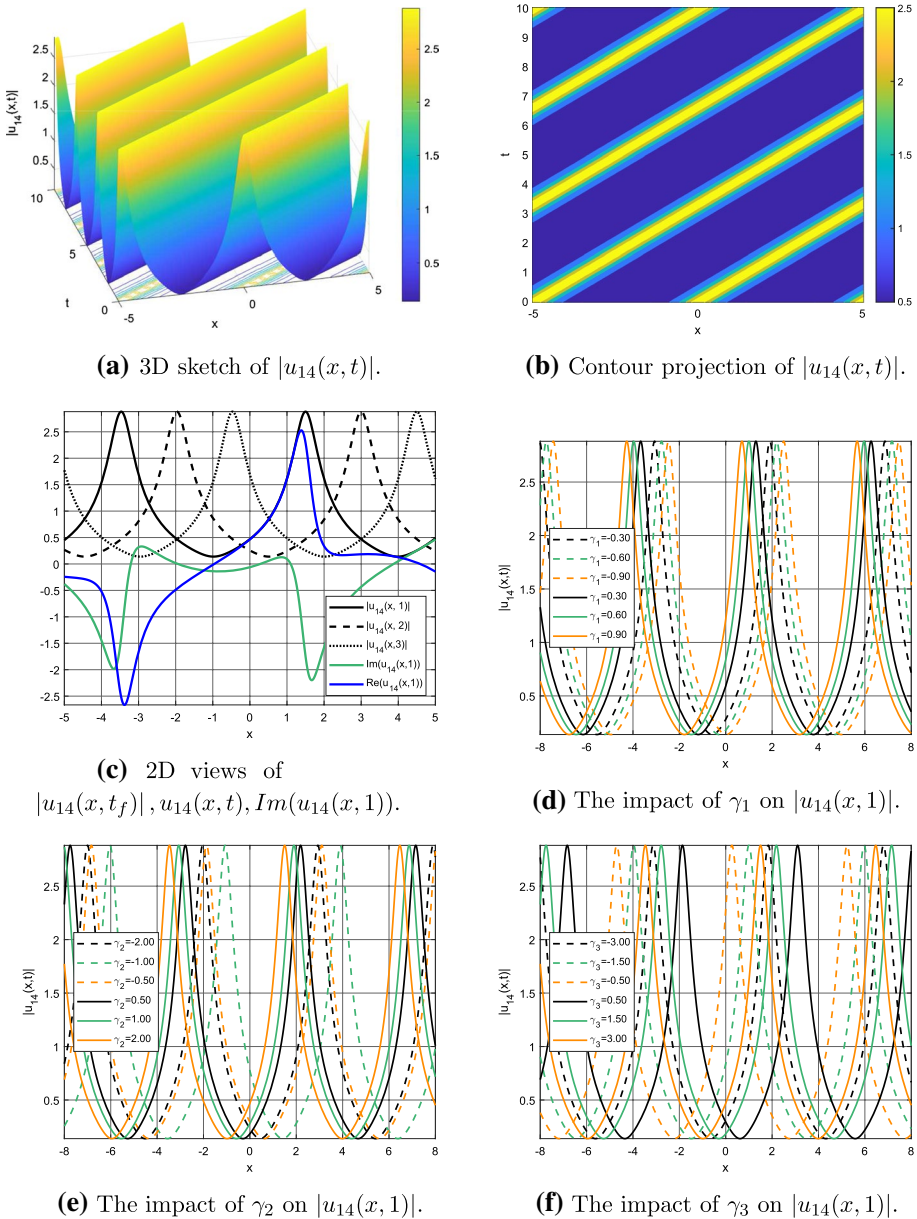 |u14(x,t)|
2.5
2
1.5
1
0.5
10
5
0
t
-5
0
5
x
2.5
2
1.5
1
0.5
(a) 3D sketch of |u14(x, t)|.
10
9
8
7
6
5
4
3
2
1
0
t
-5
0
5
x
2.5
2
1.5
1
0.5
(b) Contour projection of |u14(x, t)|.
2.5
2
1.5
1
0.5
0
-0.5
-1
-1.5
-2
-2.5
-5 -4 -3 -2 -1 0 1 2 3 4 5
x
|u14(x, 1)|
|u14(x, 2)|
|u14(x,3)|
Im(u14(x,1))
Re(u14(x,1))
(c) 2D views of
|u14(x, tf)| , u14(x, t), Im(u14(x, 1)).
|u14(x,t)|
2.5
2
1.5
1
0.5
-8 -6 -4 -2 0 2 4 6 8
x
γ1=-0.30
γ1=-0.60
γ1=-0.90
γ1=0.30
γ1=0.60
γ1=0.90
(d) The impact of γ1 on |u14(x, 1)|.
|u14(x,t)|
2.5
2
1.5
1
0.5
-8 -6 -4 -2 0 2 4 6 8
x
γ2=-2.00
γ2=-1.00
γ2=-0.50
γ2=0.50
γ2=1.00
γ2=2.00
(e) The impact of γ2 on |u14(x, 1)|.
|u14(x,t)|
2.5
2
1.5
1
0.5
-8 -6 -4 -2 0 2 4 6 8
x
γ3=-3.00
γ3=-1.50
γ3=-0.50
γ3=0.50
γ3=1.50
γ3=3.00
(f) The impact of γ3 on |u14(x, 1)|.